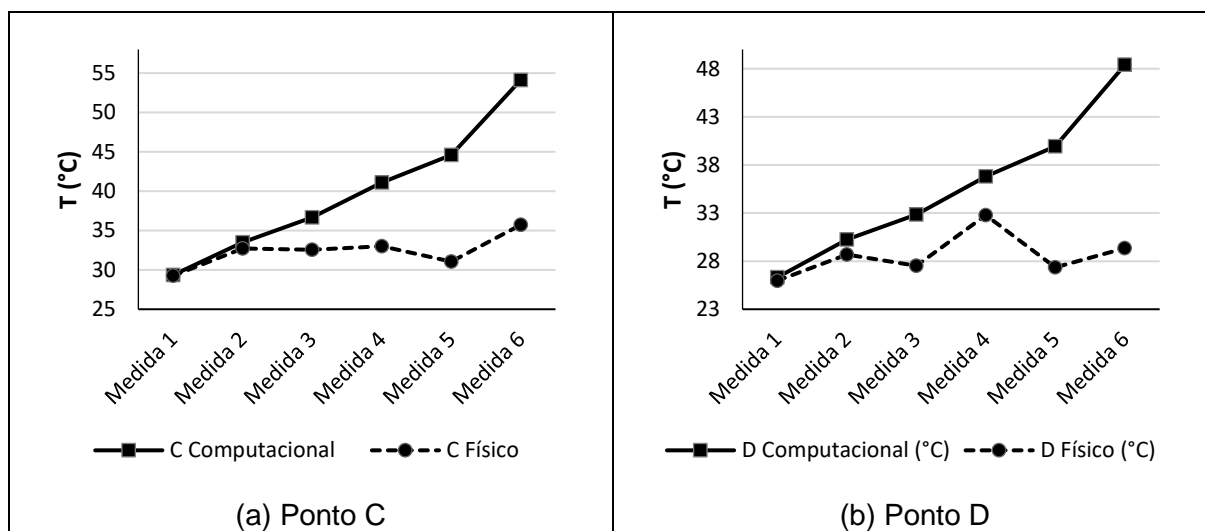 55
50
45
40
35
30
25
T (°C)
Medida 1
Medida 2
Medida 3
Medida 4
Medida 5
Medida 6
C Computacional
C Físico
(a) Ponto C
48
43
38
33
28
23
T (°C)
Medida 1
Medida 2
Medida 3
Medida 4
Medida 5
Medida 6
D Computacional (°C)
D Físico (°C)
(b) Ponto D